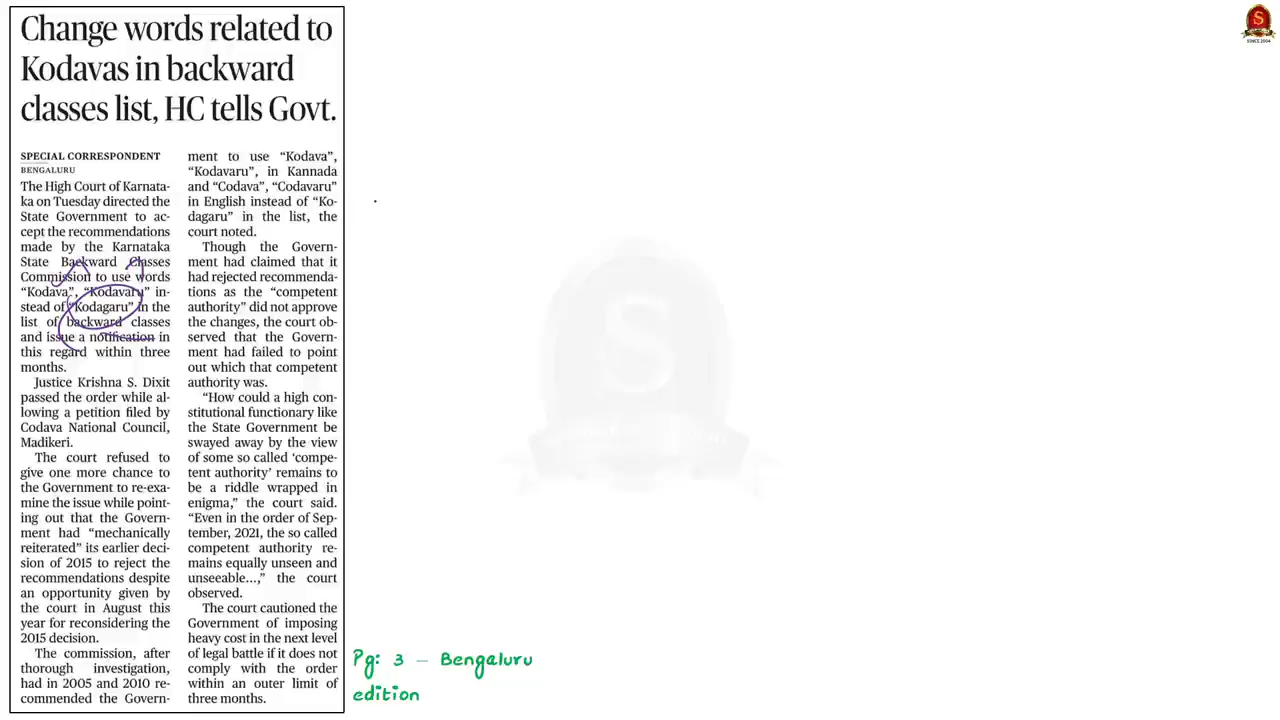 Change words related to
Kodavas in backward
classes list, HC tells Govt.
SPECIAL CORRESPONDENT
BENGALURU
The High Court of Karnata-
ka on Tuesday directed the
State Government to ac-
cept the recommendations
made by the Karnataka
State Backward Classes
Commission to use words
“Kodava”, “Kodavaru” in-
stead of “Kodagaru” in the
list of backward classes
and issue a notification in
this regard within three
months.
Justice Krishna S. Dixit
passed the order while al-
lowing a petition filed by
Codava National Council,
Madikeri.
The court refused to
give one more chance to
the Government to re-exa-
mine the issue while point-
ing out that the Govern-
ment had “mechanically
reiterated” its earlier deci-
sion of 2015 to reject the
recommendations despite
an opportunity given by
the court in August this
year for reconsidering the
2015 decision.
The commission, after
thorough investigation,
had in 2005 and 2010 re-
commended the Govern-
ment to use “Kodava”,
“Kodavaru”, in Kannada
and “Codava”, “Codavaru”
in English instead of “Ko-
dagaru” in the list, the
court noted.
Though the Govern-
ment had claimed that it
had rejected recommenda-
tions as the “competent
authority” did not approve
the changes, the court ob-
served that the Govern-
ment had failed to point
out which that competent
authority was.
“How could a high con-
stitutional functionary like
the State Government be
swayed away by the view
of some so called ‘compe-
tent authority’ remains to
be a riddle wrapped in
enigma,” the court said.
“Even in the order of Sep-
tember, 2021, the so called
competent authority re-
mains equally unseen and
unseeable...,” the court
observed.
The court cautioned the
Government of imposing
heavy cost in the next level
of legal battle if it does not
comply with the order
within an outer limit of
three months.
Pg: 3 – Bengaluru
edition
S
SINCE 2004